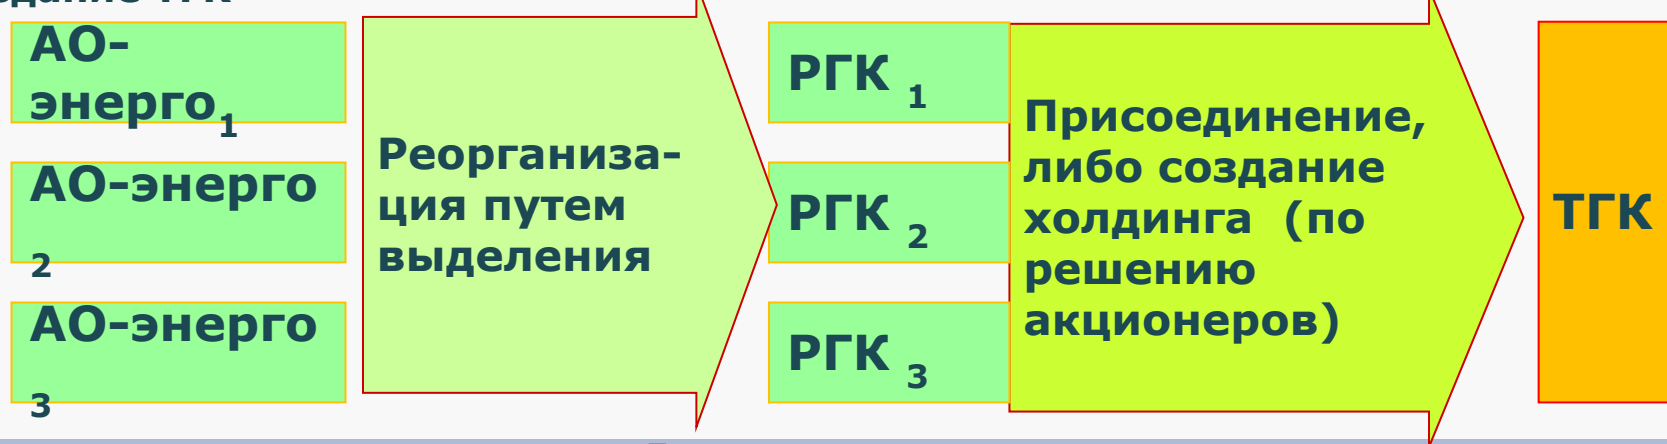 ТГК
АО-
энерго1
АО-энерго
2
АО-энерго
3
Реорганиза-
ция путем
выделения
РГК 1
РГК 2
РГК 3
Присоединение,
либо создание
холдинга (по
решению
акционеров)
ТГК